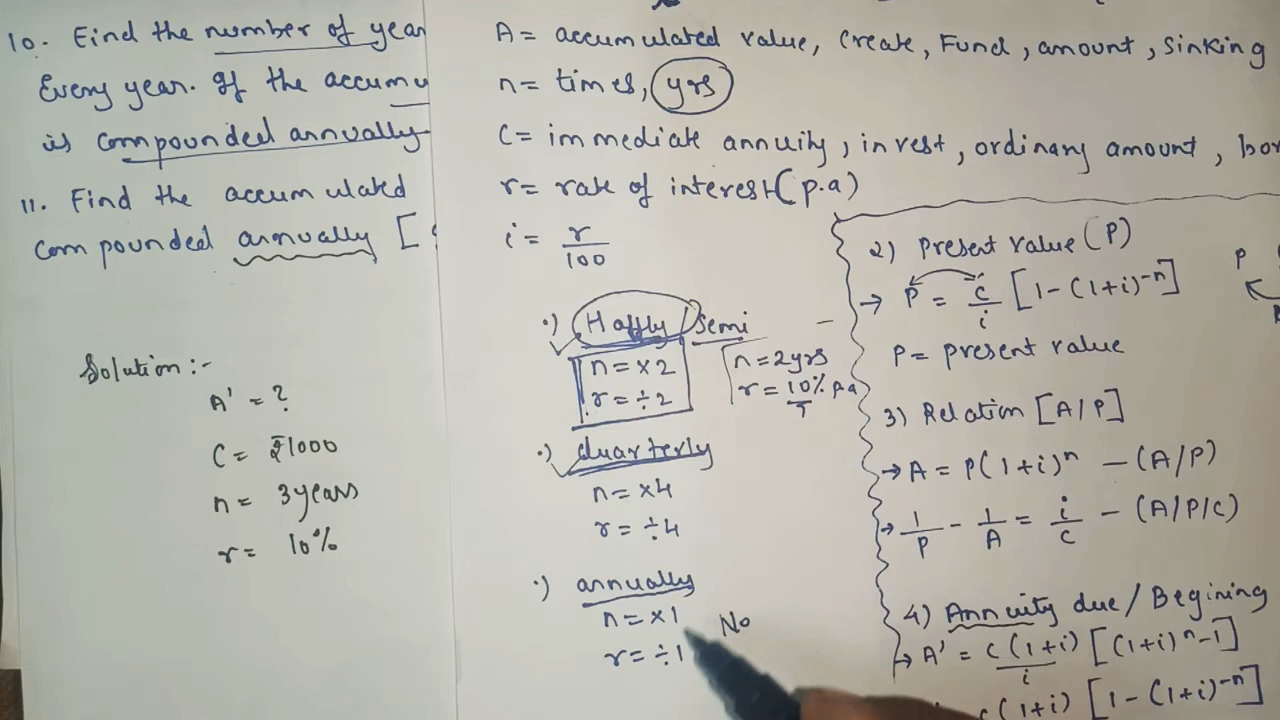 10. Find the number of year
Every year. If the accumu
is compounded annually
11. Find the accumulated
compounded annually [
Solution:-
A' = ?
C = ₹1000
n = 3years
r = 10%
A = accumulated value, Create, Fund, amount, Sinking
n = times, yrs
C = immediate annuity, invest, ordinary amount, bor
r = rate of interest (p.a)
i = r/100
•) Haffly/Semi
n = ×2
r = ÷2
n = 2yrs
r = 10% pa
•) Quarterly
n = ×4
r = ÷4
•) annually
n = ×1
r = ÷1
No
2) Present value (P)
→ P = C/i [1-(1+i)^-n]
P = present value
3) Relation [A/P]
→ A = P(1+i)^n - (A/P)
→ 1/P - 1/A = i/C - (A/P/C)
4) Annuity due/Begining
→ A' = C(1+i)/i [(1+i)^n-1]
C(1+i) [1-(1+i)^-n]
P